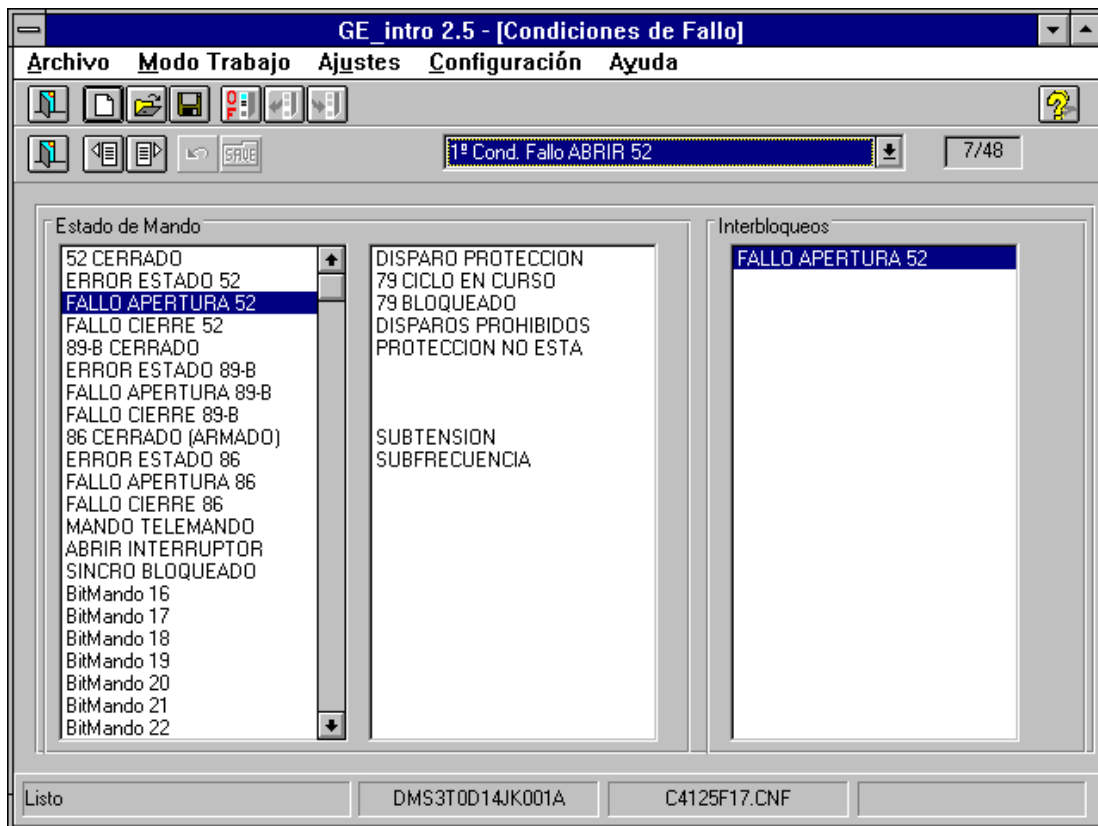 GE_intro 2.5 - [Condiciones de Fallo]
Archivo Modo Trabajo Ajustes Configuración Ayuda
SAVE
1ª Cond. Fallo ABRIR 52
7/48
Estado de Mando
52 CERRADO
ERROR ESTADO 52
FALLO APERTURA 52
FALLO CIERRE 52
89-B CERRADO
ERROR ESTADO 89-B
FALLO APERTURA 89-B
FALLO CIERRE 89-B
86 CERRADO (ARMADO)
ERROR ESTADO 86
FALLO APERTURA 86
FALLO CIERRE 86
MANDO TELEMANDO
ABRIR INTERRUPTOR
SINCRO BLOQUEADO
BitMando 16
BitMando 17
BitMando 18
BitMando 19
BitMando 20
BitMando 21
BitMando 22
DISPARO PROTECCION
79 CICLO EN CURSO
79 BLOQUEADO
DISPAROS PROHIBIDOS
PROTECCION NO ESTA
SUBTENSION
SUBFRECUENCIA
Interbloqueos
FALLO APERTURA 52
Listo
DMS3T0D14JK001A
C4125F17.CNF